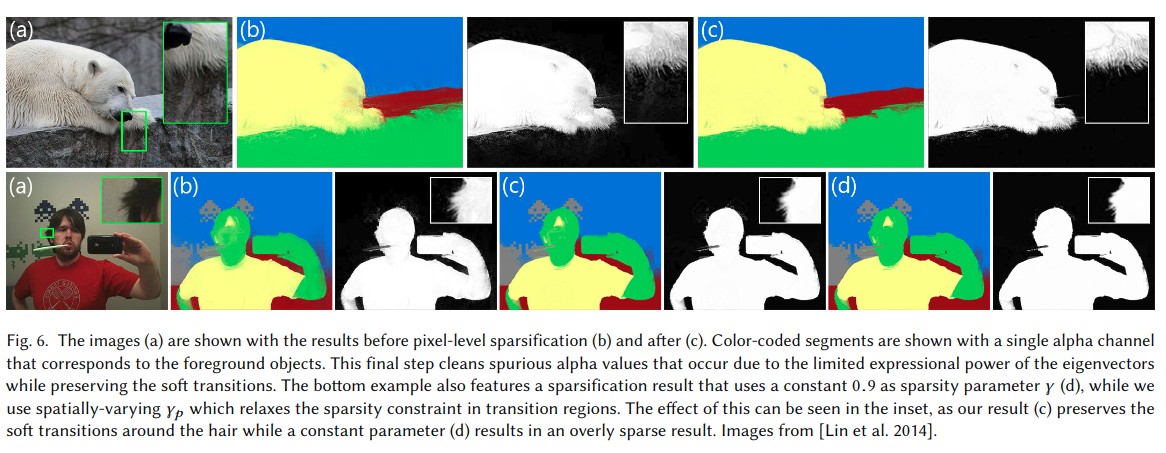 (a)
(b)
(c)
(a)
(b)
(c)
(d)
Fig. 6. The images (a) are shown with the results before pixel-level sparsification (b) and after (c). Color-coded segments are shown with a single alpha channel
that corresponds to the foreground objects. This final step cleans spurious alpha values that occur due to the limited expressional power of the eigenvectors
while preserving the soft transitions. The bottom example also features a sparsification result that uses a constant 0.9 as sparsity parameter γ (d), while we
use spatially-varying γₚ which relaxes the sparsity constraint in transition regions. The effect of this can be seen in the inset, as our result (c) preserves the
soft transitions around the hair while a constant parameter (d) results in an overly sparse result. Images from [Lin et al. 2014].